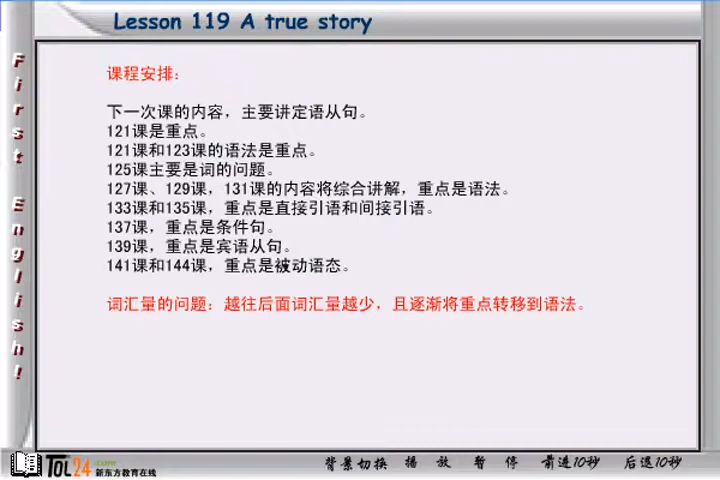 Lesson 119 A true story
First English!
课程安排：
下一次课的内容，主要讲定语从句。
121课是重点。
121课和123课的语法是重点。
125课主要是词的问题。
127课、129课，131课的内容将综合讲解，重点是语法。
133课和135课，重点是直接引语和间接引语。
137课，重点是条件句。
139课，重点是宾语从句。
141课和144课，重点是被动语态。
词汇量的问题：越往后面词汇量越少，且逐渐将重点转移到语法。
TOL24 新东方教育在线
背景切换 播 放 暂 停 前进10秒 后退10秒